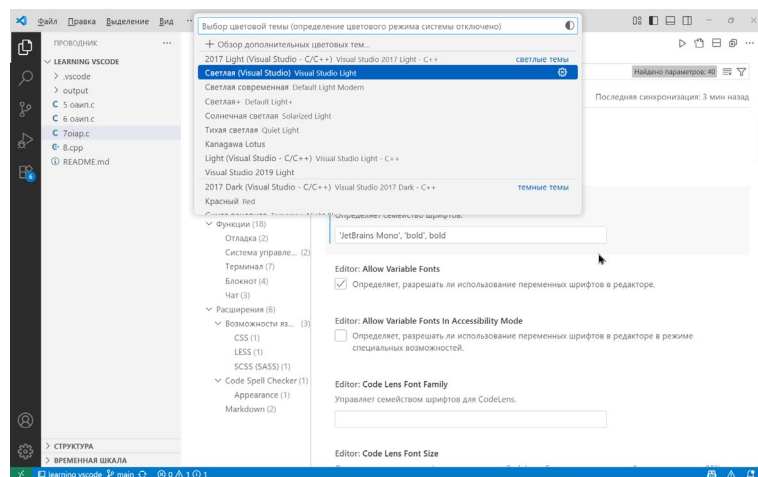 Файл Правка Выделение Вид ···
Выбор цветовой темы (определение цветового режима системы отключено)
+ Обзор дополнительных цветовых тем...
2017 Light (Visual Studio - C/C++) Visual Studio 2017 Light - C++ светлые темы
Светлая (Visual Studio) Visual Studio Light
Светлая современная Default Light Modern
Светлая+ Default Light+
Солнечная светлая Solarized Light
Тихая светлая Quiet Light
Kanagawa Lotus
Light (Visual Studio - C/C++) Visual Studio Light - C++
Visual Studio 2019 Light
2017 Dark (Visual Studio - C/C++) Visual Studio 2017 Dark - C++ темные темы
Красный Red
ПРОВОДНИК ···
LEARNING VSCODE
.vscode
output
C 5 оаип.c
C 6 оаип.c
C 7oiap.c
8.cpp
README.md
СТРУКТУРА
ВРЕМЕННАЯ ШКАЛА
Найдено параметров: 40
Последняя синхронизация: 3 мин назад
Функции (18)
Отладка (2)
Система управле... (2)
Терминал (7)
Блокнот (4)
Чат (3)
Расширения (6)
Возможности яз... (3)
CSS (1)
LESS (1)
SCSS (SASS) (1)
Code Spell Checker (1)
Appearance (1)
Markdown (2)
Определяет семейство шрифтов.
'JetBrains Mono', 'bold', bold
Editor: Allow Variable Fonts
Определяет, разрешать ли использование переменных шрифтов в редакторе.
Editor: Allow Variable Fonts In Accessibility Mode
Определяет, разрешать ли использование переменных шрифтов в редакторе в режиме
специальных возможностей.
Editor: Code Lens Font Family
Управляет семейством шрифтов для CodeLens.
Editor: Code Lens Font Size
6
learning vscode main 0 1 1